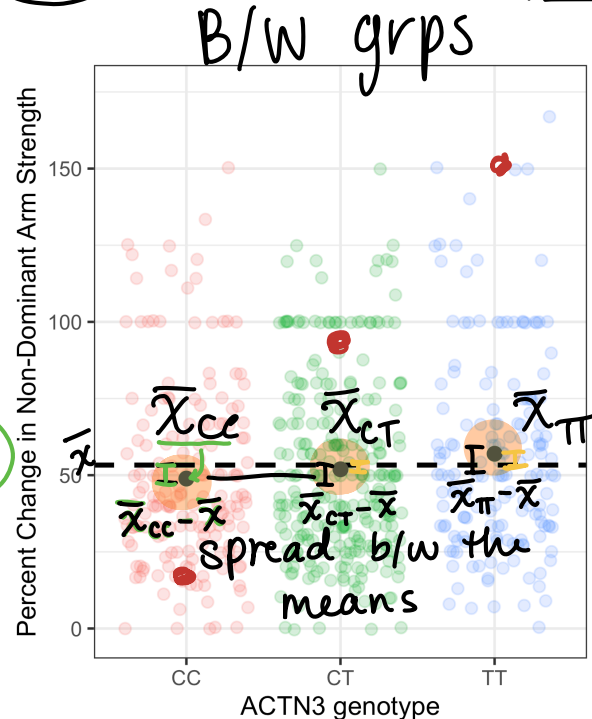 B/W grps
Percent Change in Non-Dominant Arm Strength
150
100
50
0
x̄
x̄CC
x̄CT
x̄TT
x̄CC - x̄
x̄CT - x̄
x̄TT - x̄
spread b/w the
means
CC
CT
TT
ACTN3 genotype